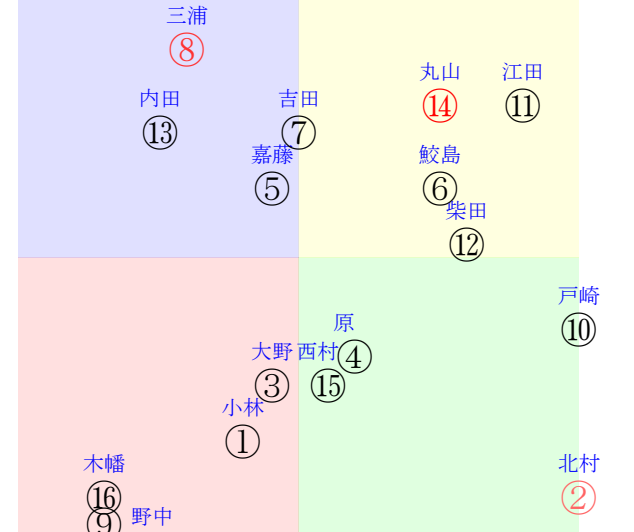 三浦
⑧
丸山 江田
⑭ ⑪
内田 吉田
⑬ ⑦
嘉藤 鮫島
⑤ ⑥
柴田
⑫
戸崎
⑩
原
④
大野 西村
③ ⑮
小林
①
木幡 北村
⑯ ②
⑨ 野中